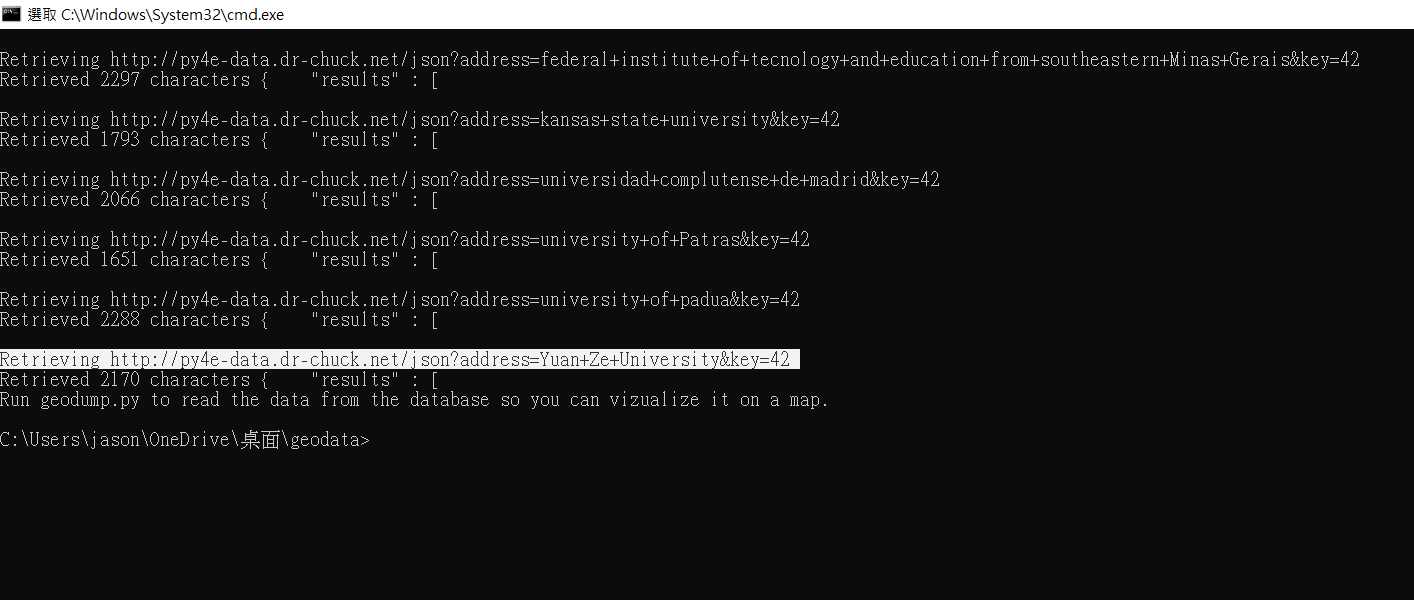 選取 C:\Windows\System32\cmd.exe
Retrieving http://py4e-data.dr-chuck.net/json?address=federal+institute+of+tecnology+and+education+from+southeastern+Minas+Gerais&key=42
Retrieved 2297 characters {    "results" : [
Retrieving http://py4e-data.dr-chuck.net/json?address=kansas+state+university&key=42
Retrieved 1793 characters {    "results" : [
Retrieving http://py4e-data.dr-chuck.net/json?address=universidad+complutense+de+madrid&key=42
Retrieved 2066 characters {    "results" : [
Retrieving http://py4e-data.dr-chuck.net/json?address=university+of+Patras&key=42
Retrieved 1651 characters {    "results" : [
Retrieving http://py4e-data.dr-chuck.net/json?address=university+of+padua&key=42
Retrieved 2288 characters {    "results" : [
Retrieving http://py4e-data.dr-chuck.net/json?address=Yuan+Ze+University&key=42
Retrieved 2170 characters {    "results" : [
Run geodump.py to read the data from the database so you can vizualize it on a map.
C:\Users\jason\OneDrive\桌面\geodata>